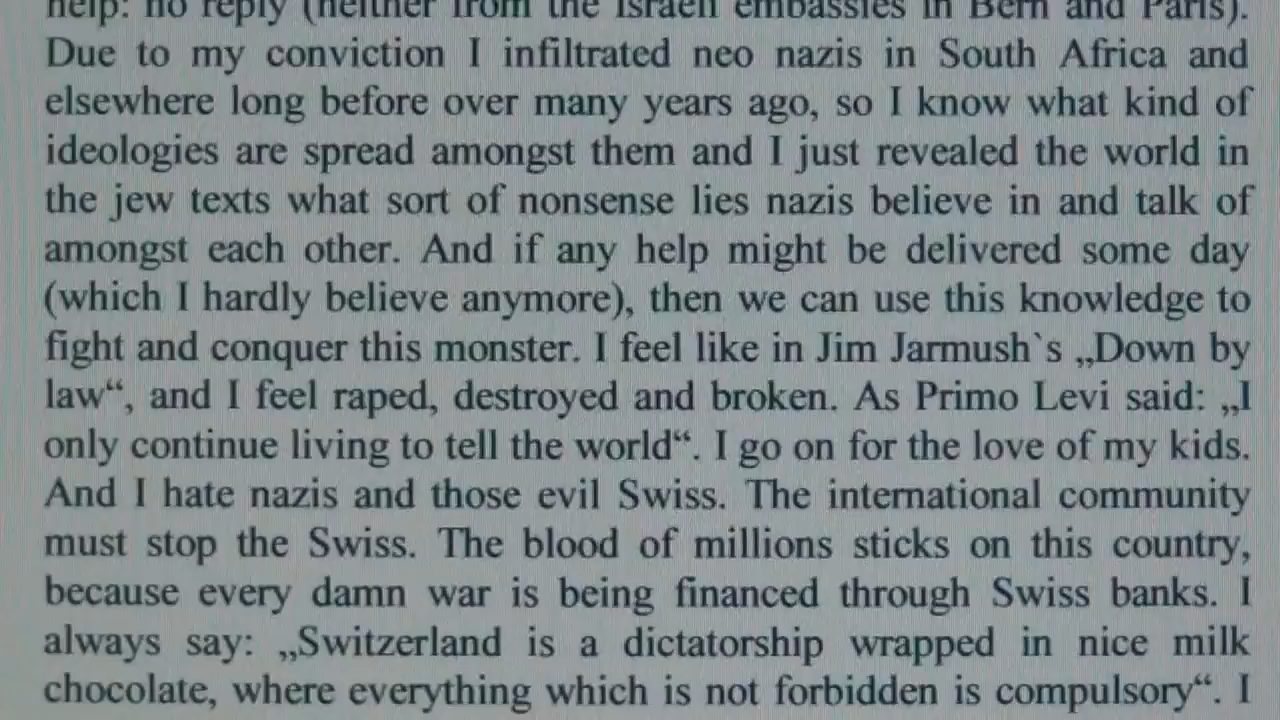 help: no reply (neither from the Israeli embassies in Bern and Paris).
Due to my conviction I infiltrated neo nazis in South Africa and
elsewhere long before over many years ago, so I know what kind of
ideologies are spread amongst them and I just revealed the world in
the jew texts what sort of nonsense lies nazis believe in and talk of
amongst each other. And if any help might be delivered some day
(which I hardly believe anymore), then we can use this knowledge to
fight and conquer this monster. I feel like in Jim Jarmush`s „Down by
law“, and I feel raped, destroyed and broken. As Primo Levi said: „I
only continue living to tell the world“. I go on for the love of my kids.
And I hate nazis and those evil Swiss. The international community
must stop the Swiss. The blood of millions sticks on this country,
because every damn war is being financed through Swiss banks. I
always say: „Switzerland is a dictatorship wrapped in nice milk
chocolate, where everything which is not forbidden is compulsory“. I